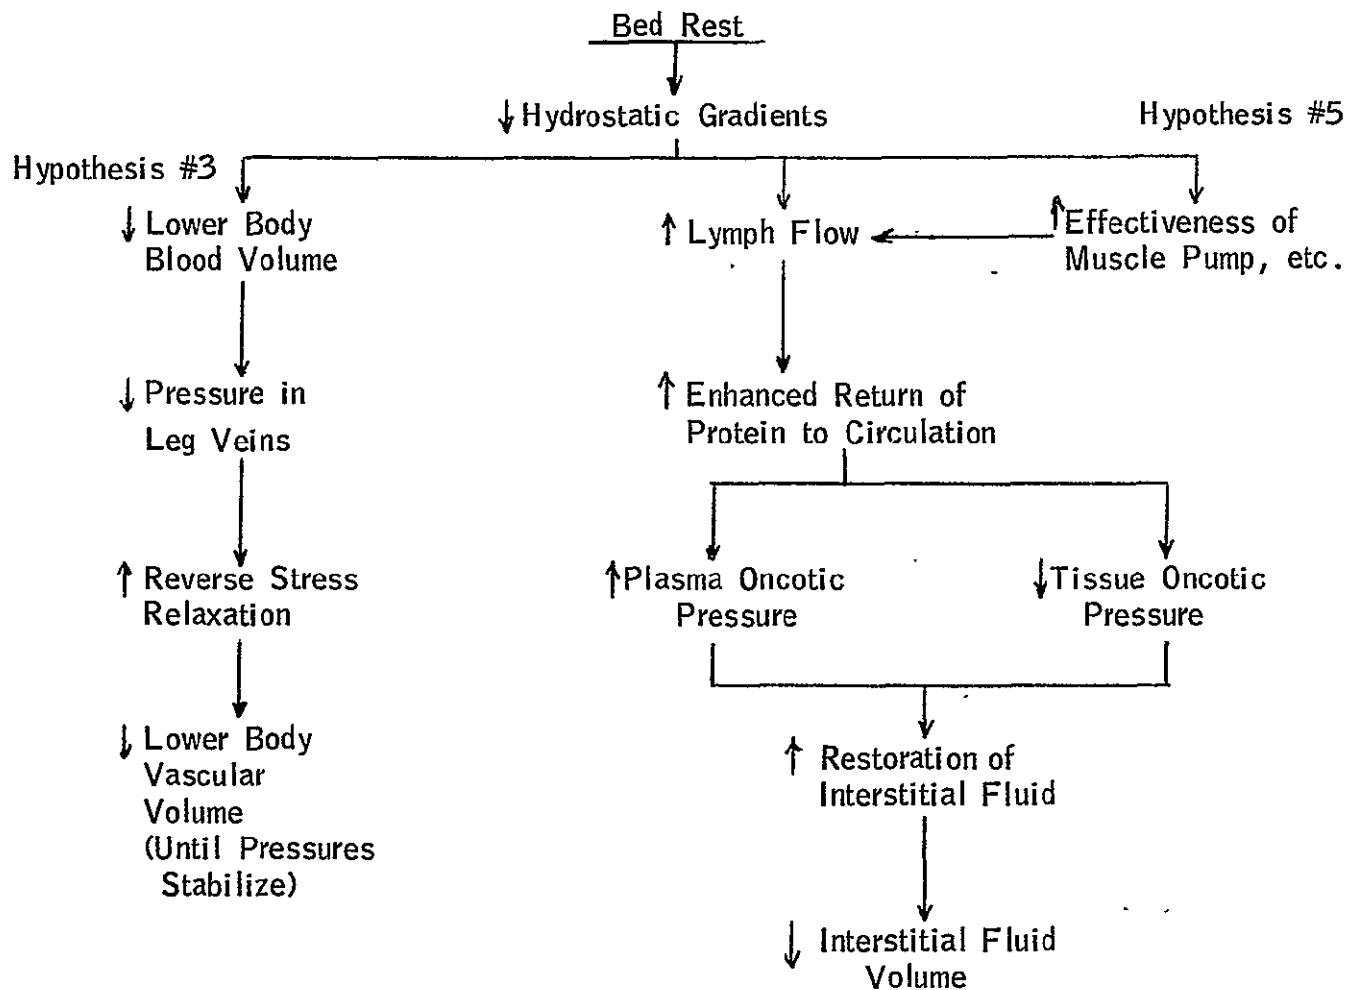 Bed Rest
↓ Hydrostatic Gradients
Hypothesis #5
Hypothesis #3
↓ Lower Body
Blood Volume
↑ Lymph Flow
↑ Effectiveness of
Muscle Pump, etc.
↓ Pressure in
Leg Veins
↑ Enhanced Return of
Protein to Circulation
↑ Reverse Stress
Relaxation
↑ Plasma Oncotic
Pressure
↓ Tissue Oncotic
Pressure
↓ Lower Body
Vascular
Volume
(Until Pressures
Stabilize)
↑ Restoration of
Interstitial Fluid
↓ Interstitial Fluid
Volume